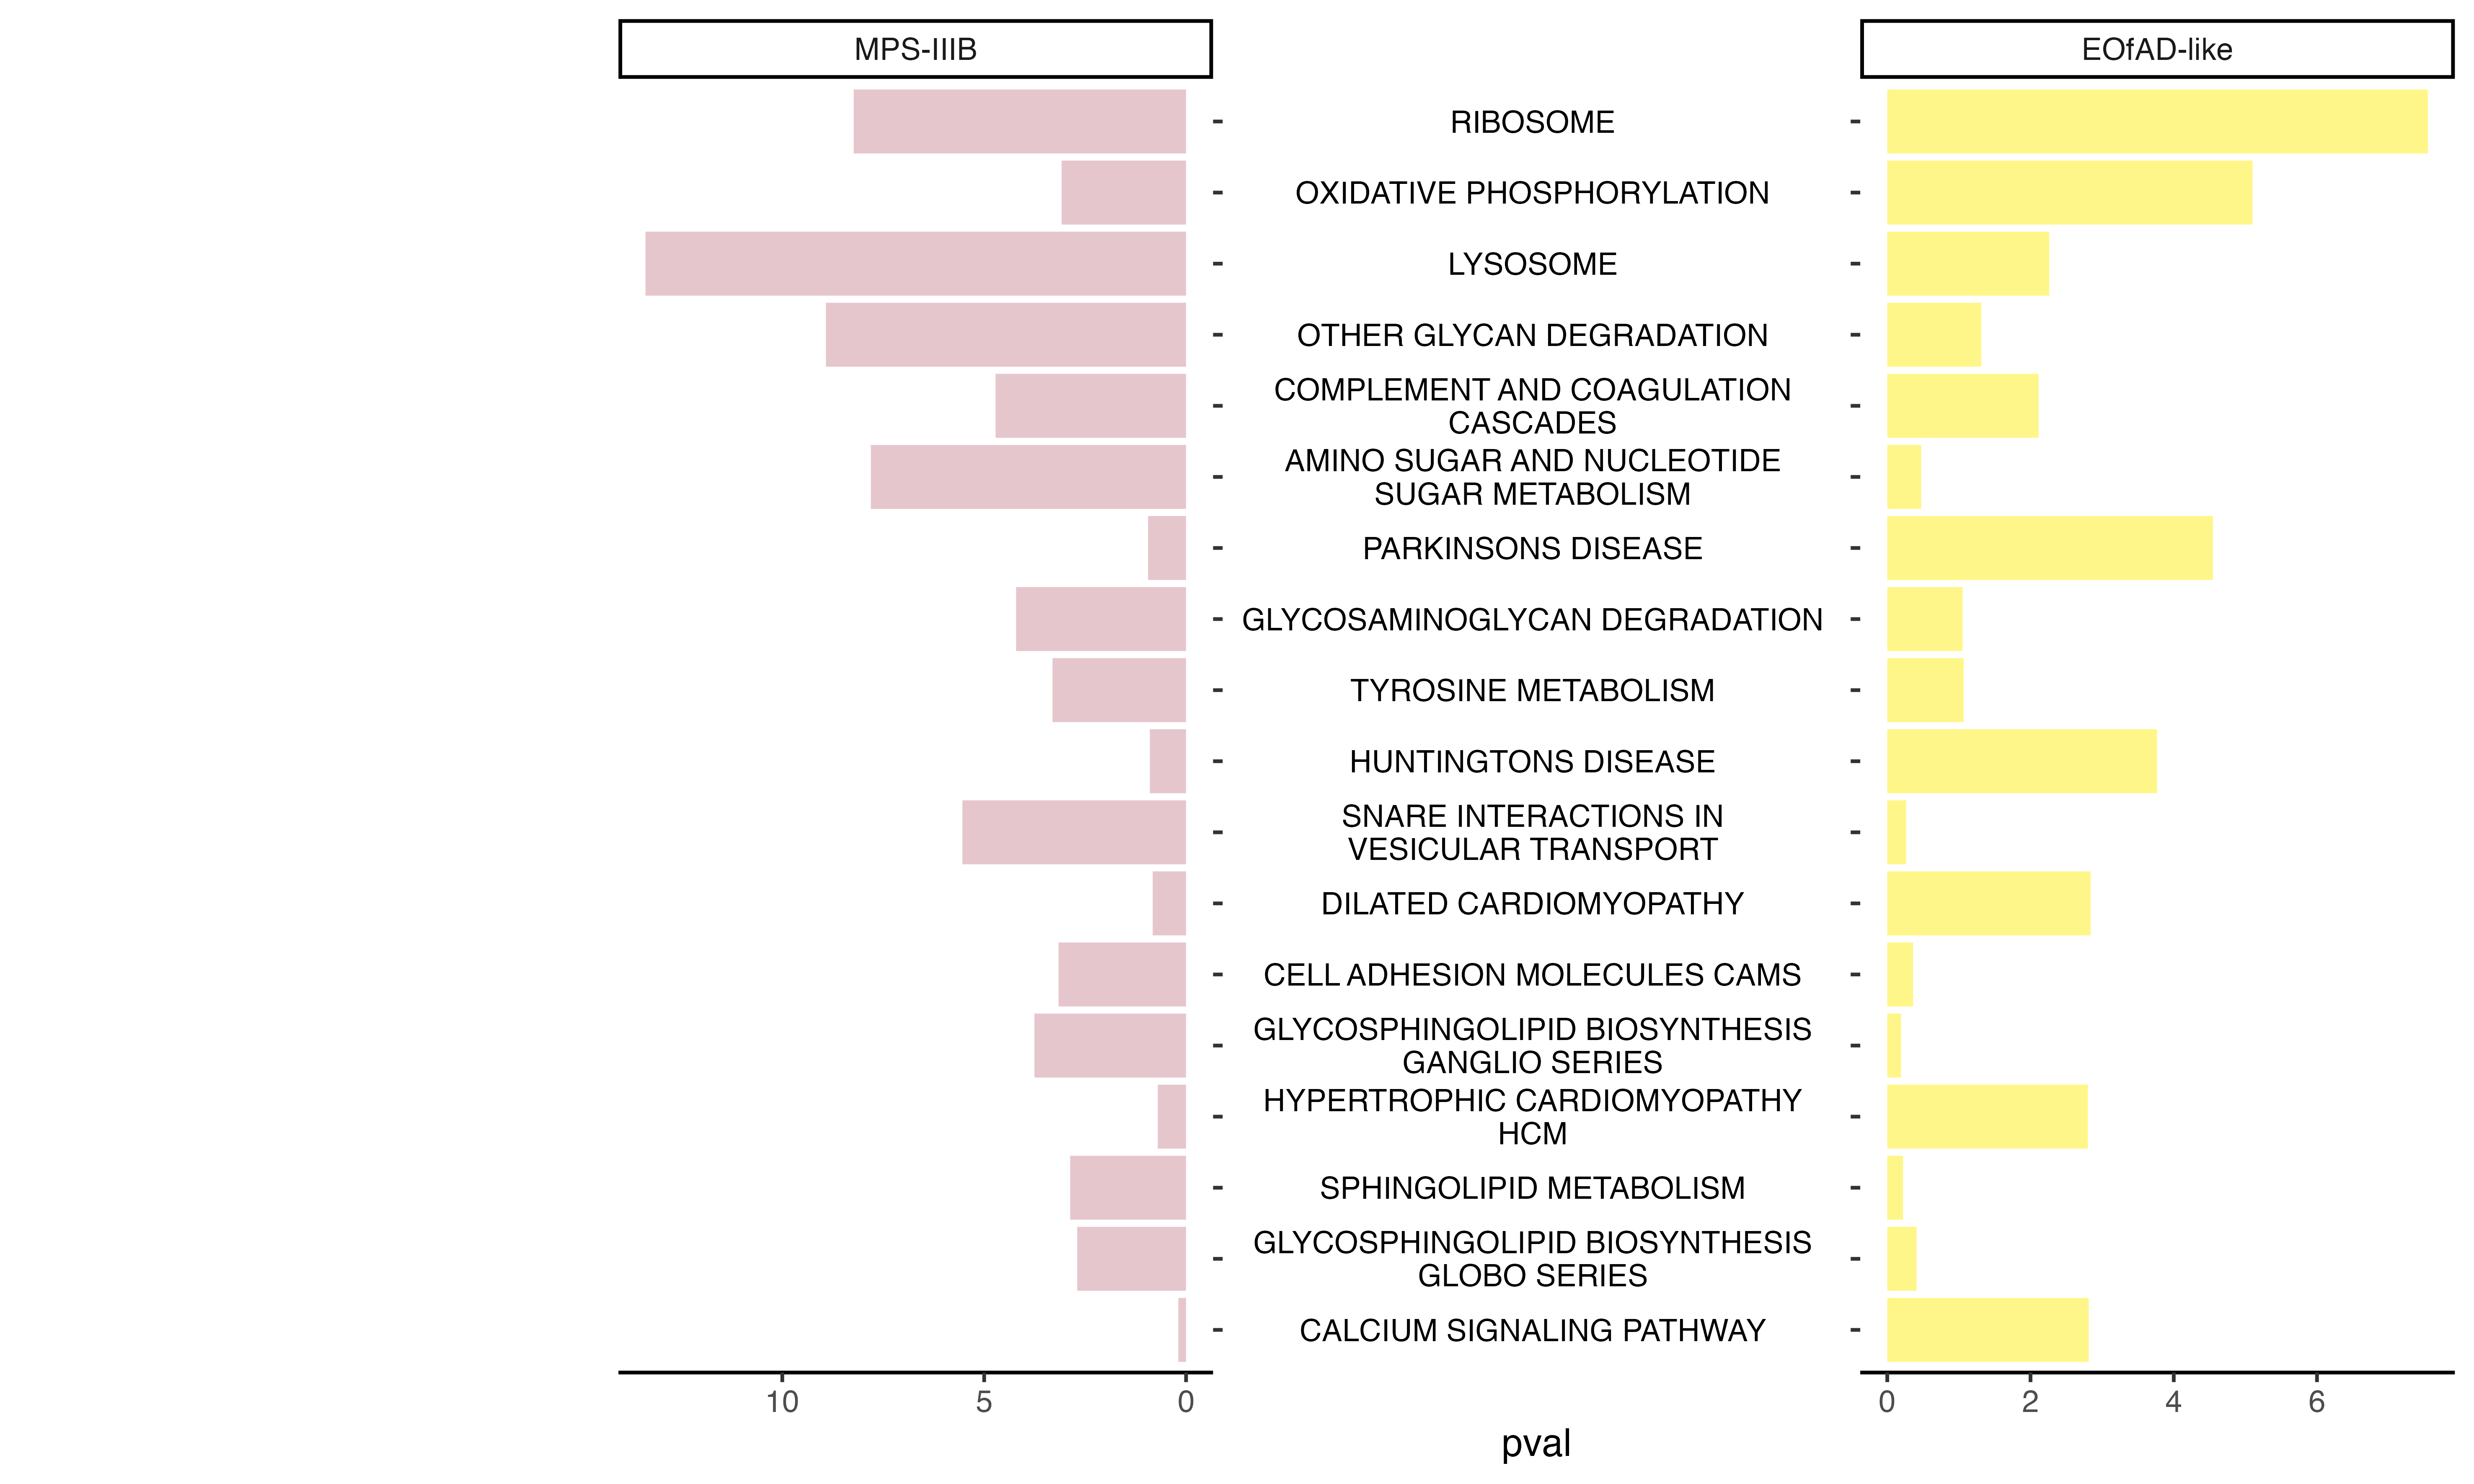 MPS-IIIB
EOfAD-like
RIBOSOME
OXIDATIVE PHOSPHORYLATION
LYSOSOME
OTHER GLYCAN DEGRADATION
COMPLEMENT AND COAGULATION
CASCADES
AMINO SUGAR AND NUCLEOTIDE
SUGAR METABOLISM
PARKINSONS DISEASE
GLYCOSAMINOGLYCAN DEGRADATION
TYROSINE METABOLISM
HUNTINGTONS DISEASE
SNARE INTERACTIONS IN
VESICULAR TRANSPORT
DILATED CARDIOMYOPATHY
CELL ADHESION MOLECULES CAMS
GLYCOSPHINGOLIPID BIOSYNTHESIS
GANGLIO SERIES
HYPERTROPHIC CARDIOMYOPATHY
HCM
SPHINGOLIPID METABOLISM
GLYCOSPHINGOLIPID BIOSYNTHESIS
GLOBO SERIES
CALCIUM SIGNALING PATHWAY
10 5 0
0 2 4 6
pval